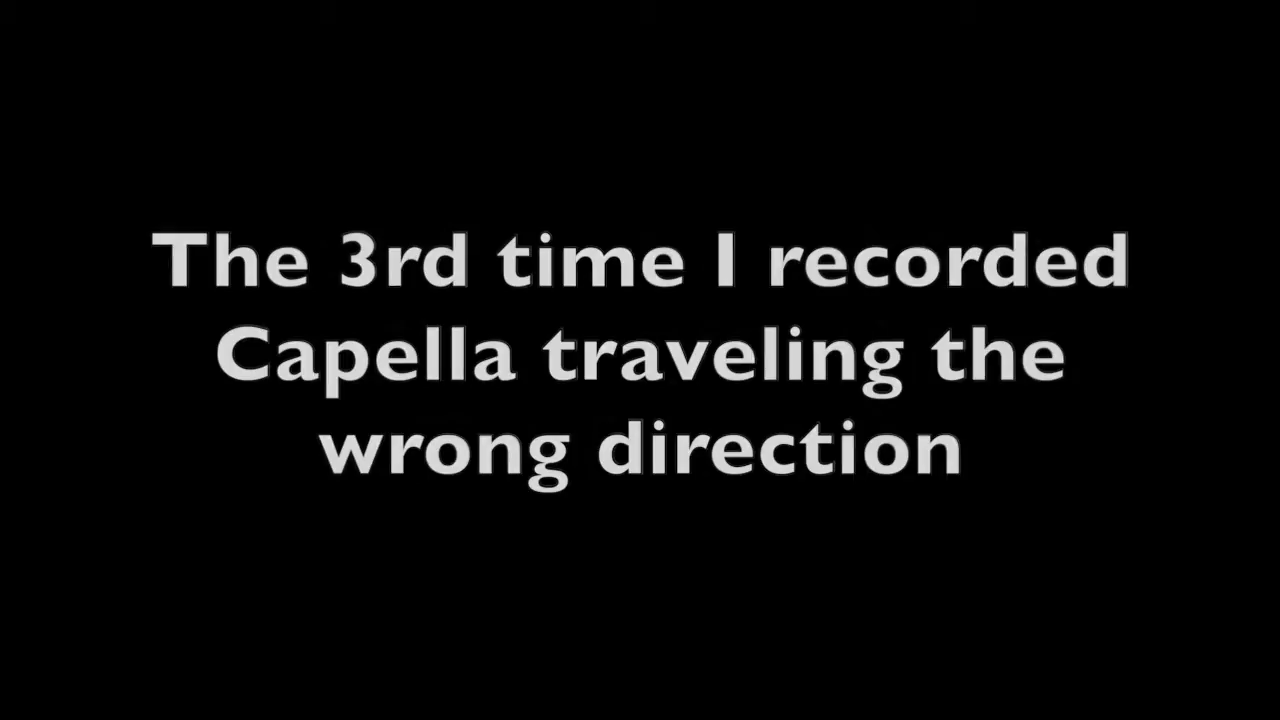 The 3rd time I recorded
Capella traveling the
wrong direction